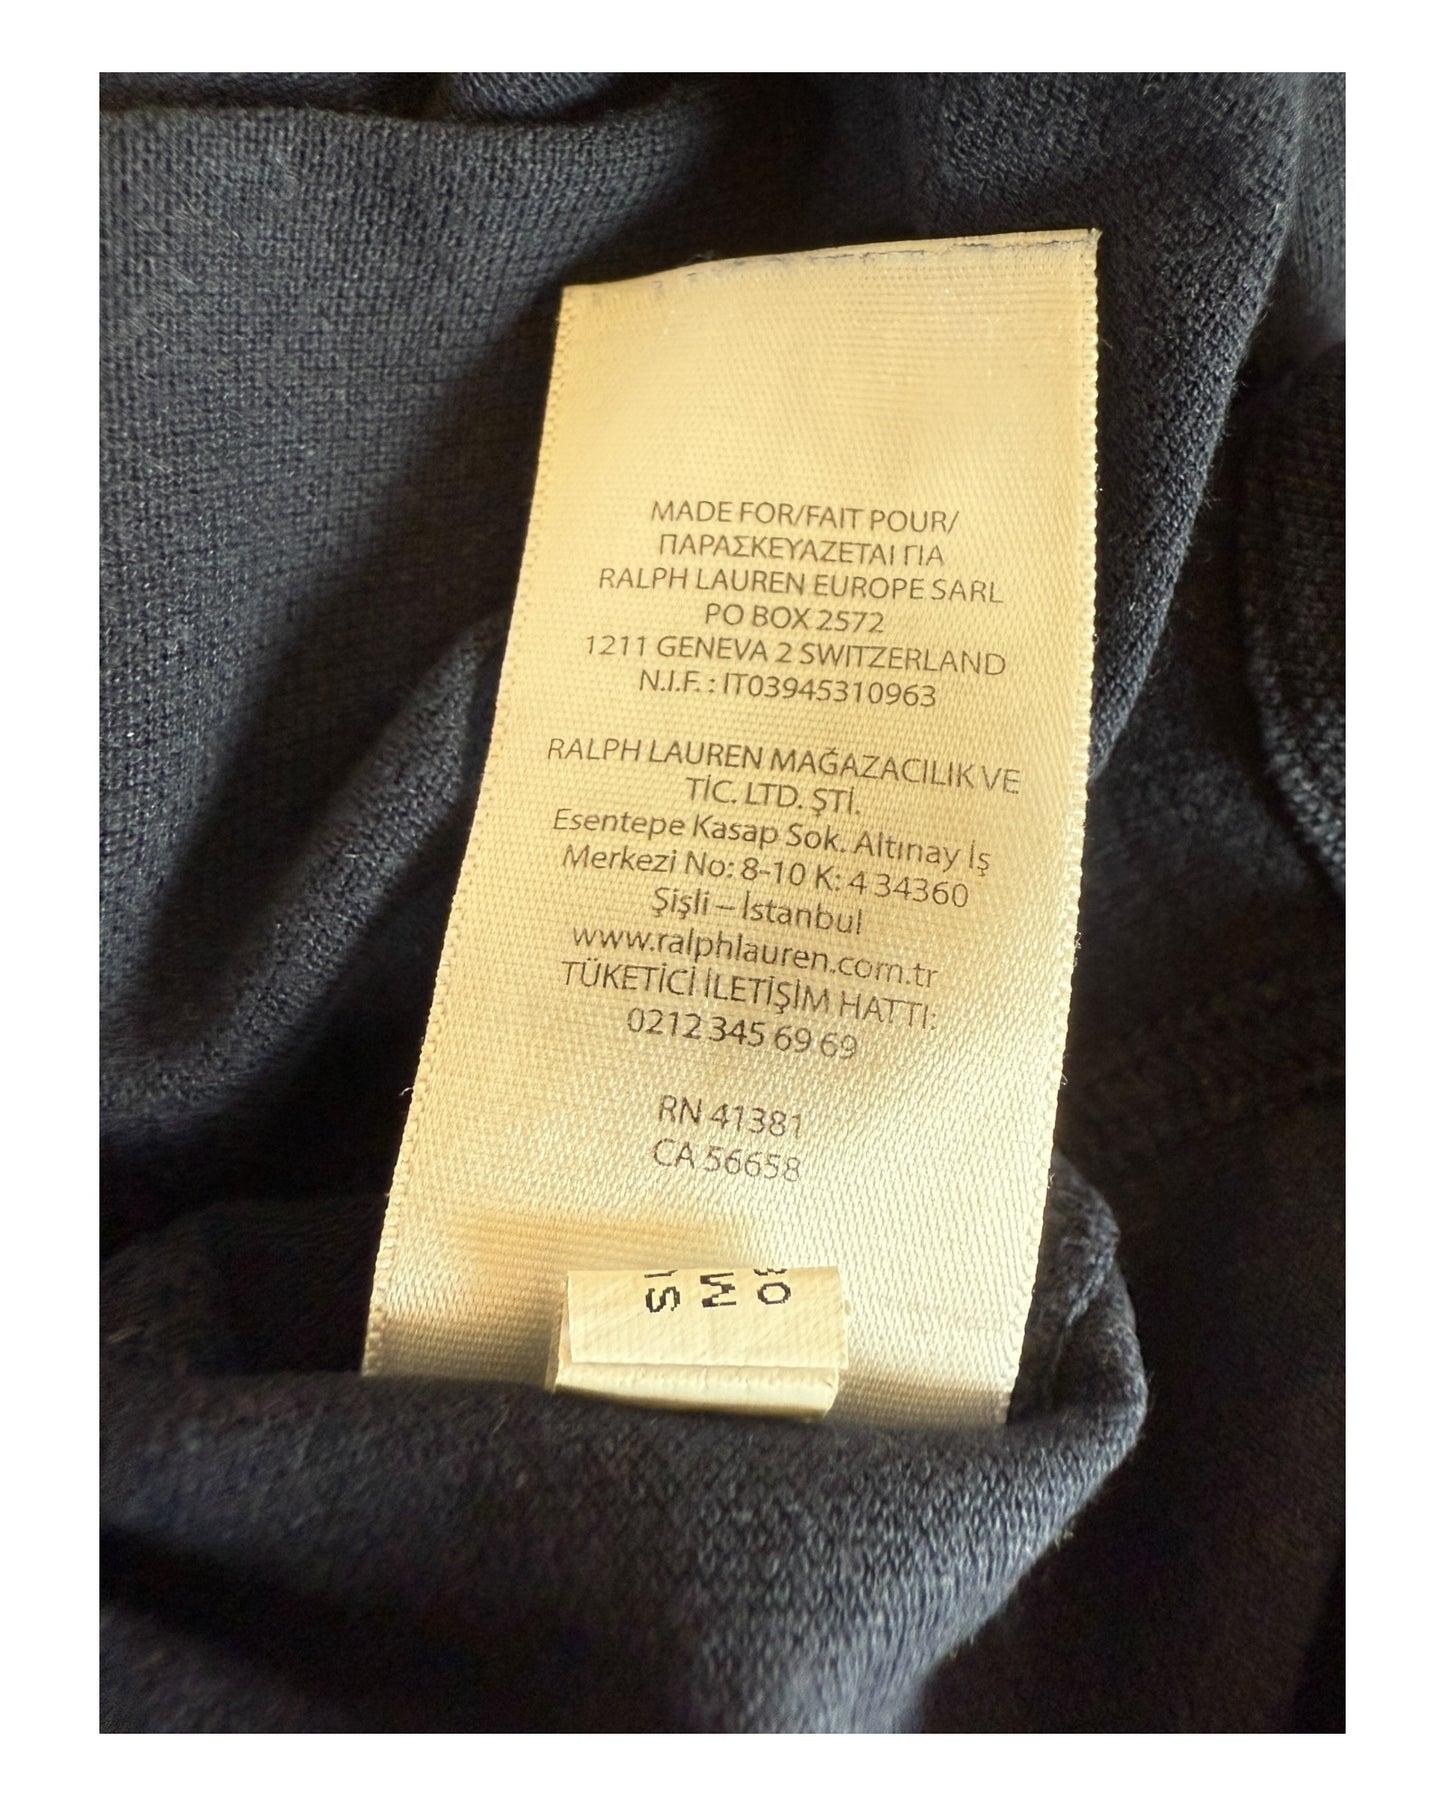 MADE FOR/FAIT POUR/
ΠΑΡΑΣΚΕΥΑΖΕΤΑΙ ΓΙΑ
RALPH LAUREN EUROPE SARL
PO BOX 2572
1211 GENEVA 2 SWITZERLAND
N.I.F. : IT03945310963
RALPH LAUREN MAĞAZACILIK VE
TİC. LTD. ŞTİ.
Esentepe Kasap Sok. Altınay İş
Merkezi No: 8-10 K: 4 34360
Şişli – İstanbul
www.ralphlauren.com.tr
TÜKETİCİ İLETİŞİM HATTI:
0212 345 69 69
RN 41381
CA 56658